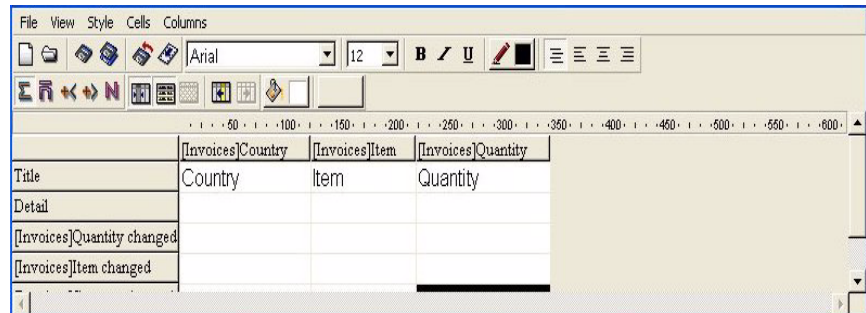 File View Style Cells Columns
Arial 12 B I U
Σ n N
50 100 150 200 250 300 350 400 450 500 550 600
[Invoices]Country [Invoices]Item [Invoices]Quantity
Title Country Item Quantity
Detail
[Invoices]Quantity changed
[Invoices]Item changed